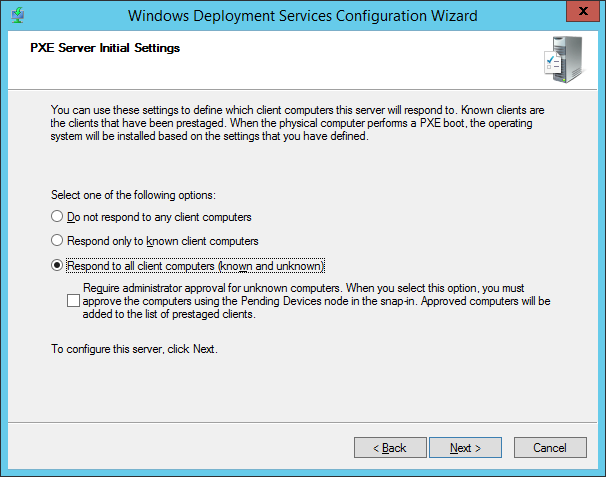 Windows Deployment Services Configuration Wizard
x
PXE Server Initial Settings
You can use these settings to define which client computers this server will respond to. Known clients are
the clients that have been prestaged. When the physical computer performs a PXE boot, the operating
system will be installed based on the settings that you have defined.
Select one of the following options:
Do not respond to any client computers
Respond only to known client computers
Respond to all client computers (known and unknown)
Require administrator approval for unknown computers. When you select this option, you must
approve the computers using the Pending Devices node in the snap-in. Approved computers will be
added to the list of prestaged clients.
To configure this server, click Next.
< Back
Next >
Cancel